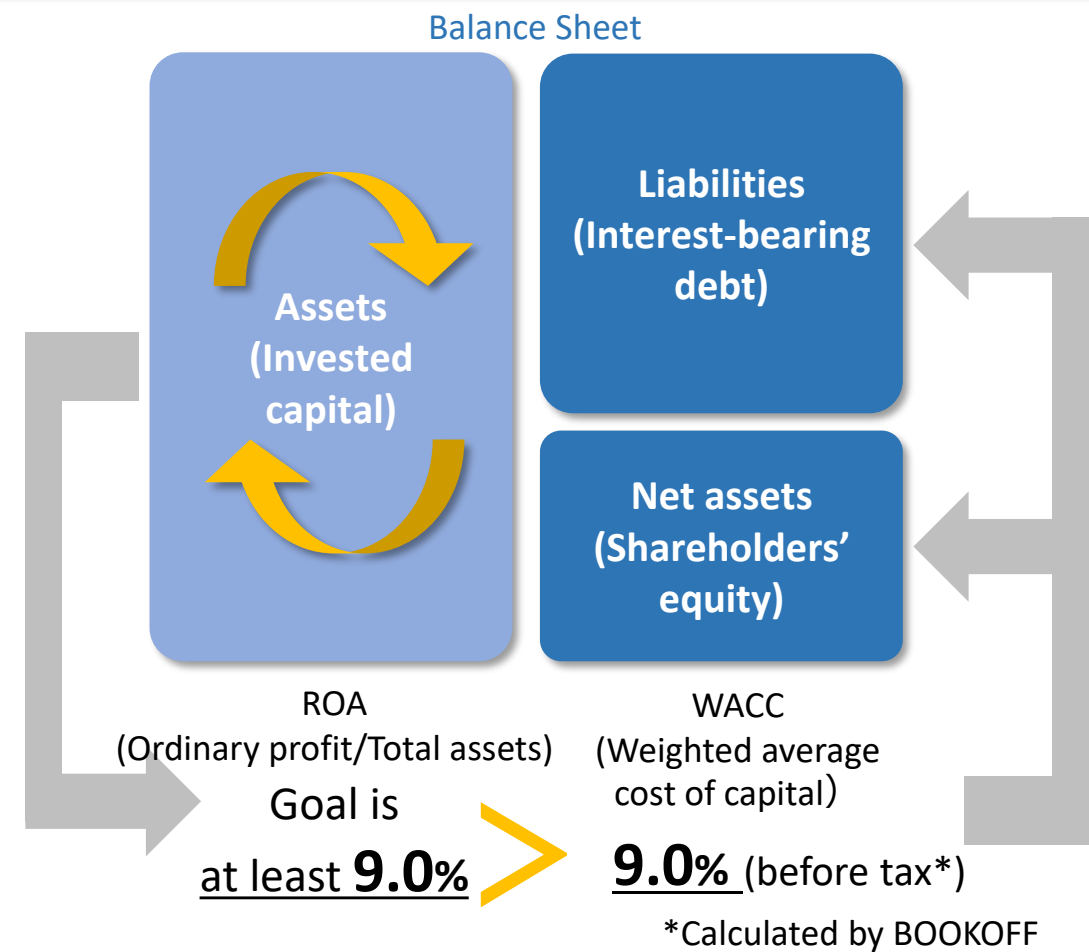 Balance Sheet
Assets
(Invested
capital)
Liabilities
(Interest-bearing
debt)
Net assets
(Shareholders’
equity)
ROA
(Ordinary profit/Total assets)
Goal is
at least 9.0%
>
WACC
(Weighted average
cost of capital）
9.0% (before tax*)
*Calculated by BOOKOFF